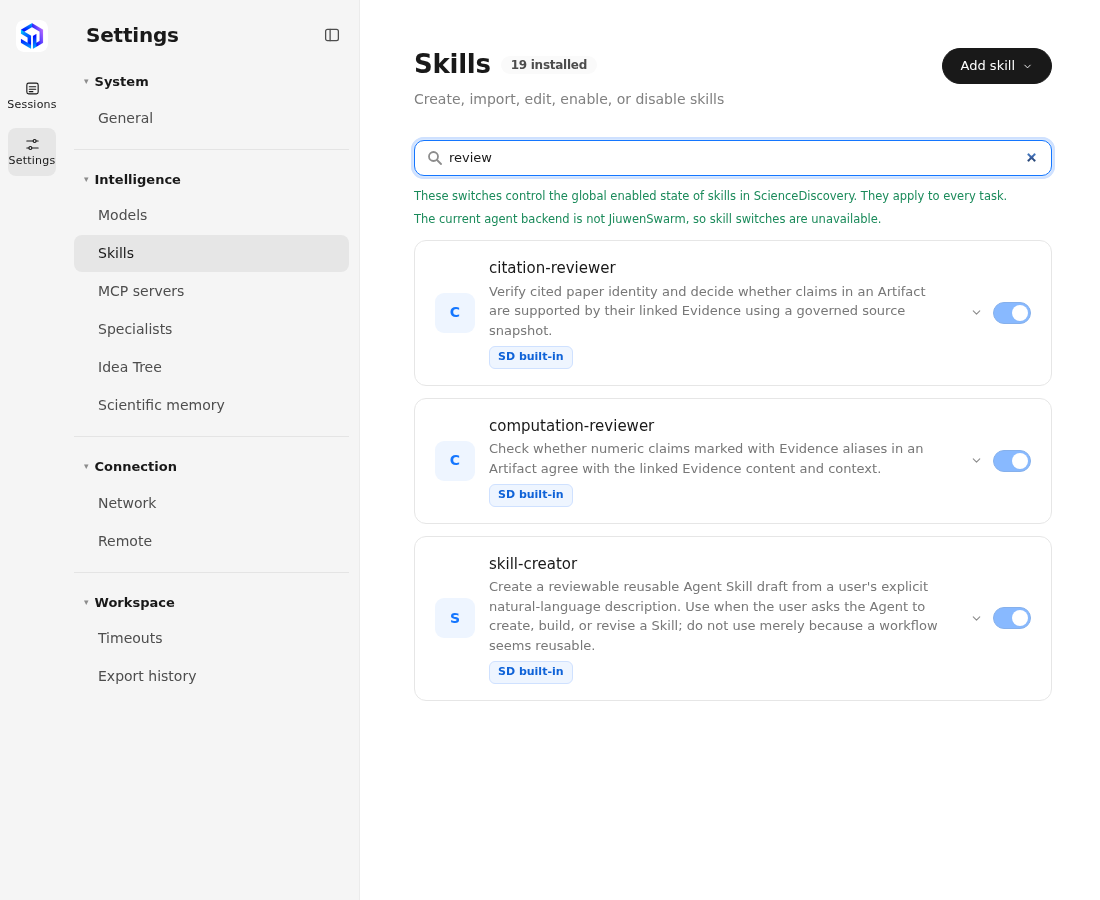 Settings
Sessions
Settings
System
General
Intelligence
Models
Skills
MCP servers
Specialists
Idea Tree
Scientific memory
Connection
Network
Remote
Workspace
Timeouts
Export history
Skills 19 installed
Add skill
Create, import, edit, enable, or disable skills
review
These switches control the global enabled state of skills in ScienceDiscovery. They apply to every task.
The current agent backend is not JiuwenSwarm, so skill switches are unavailable.
C
citation-reviewer
Verify cited paper identity and decide whether claims in an Artifact
are supported by their linked Evidence using a governed source
snapshot.
SD built-in
C
computation-reviewer
Check whether numeric claims marked with Evidence aliases in an
Artifact agree with the linked Evidence content and context.
SD built-in
S
skill-creator
Create a reviewable reusable Agent Skill draft from a user's explicit
natural-language description. Use when the user asks the Agent to
create, build, or revise a Skill; do not use merely because a workflow
seems reusable.
SD built-in